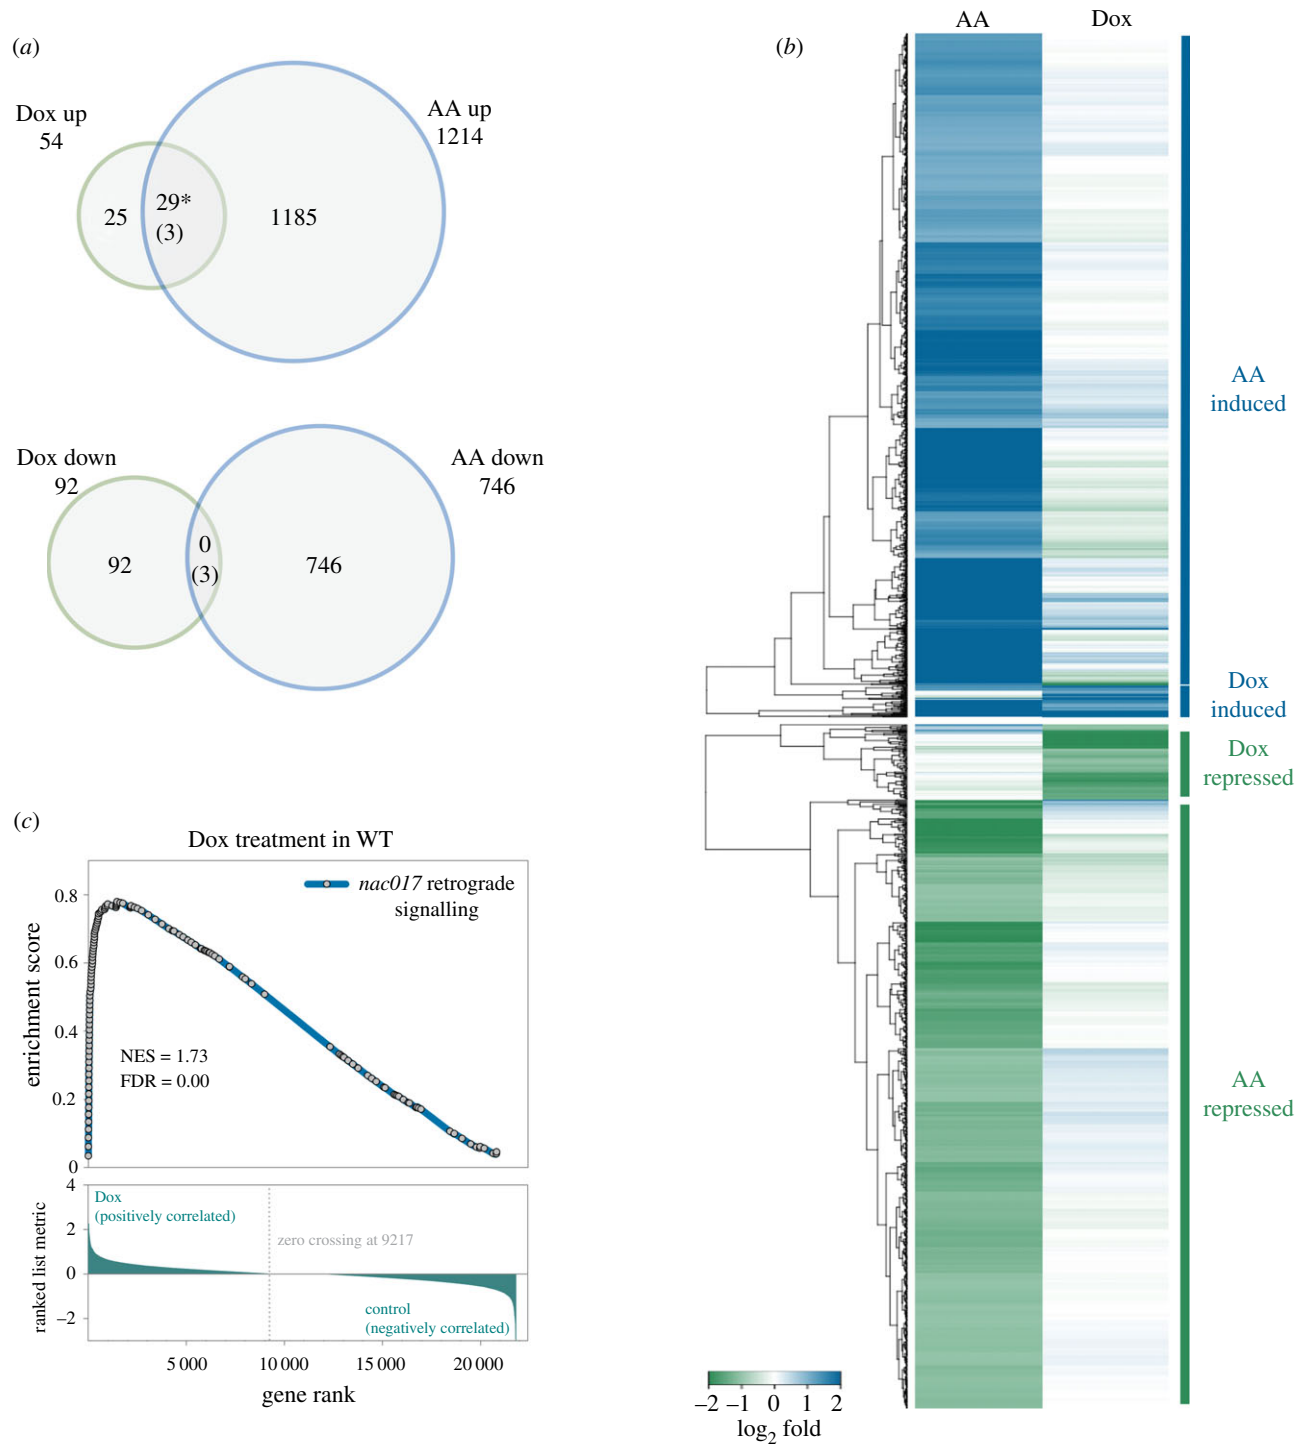 (a)
Dox up
54
AA up
1214
25
29*
(3)
1185
Dox down
92
AA down
746
92
0
(3)
746
(b)
AA Dox
AA
induced
Dox
induced
Dox
repressed
AA
repressed
−2 −1 0 1 2
log2 fold
(c)
Dox treatment in WT
nac017 retrograde
signalling
enrichment score
0.8
0.6
0.4
0.2
0
NES = 1.73
FDR = 0.00
ranked list metric
4
2
0
−2
Dox
(positively correlated)
zero crossing at 9217
control
(negatively correlated)
5 000 10 000 15 000 20 000
gene rank